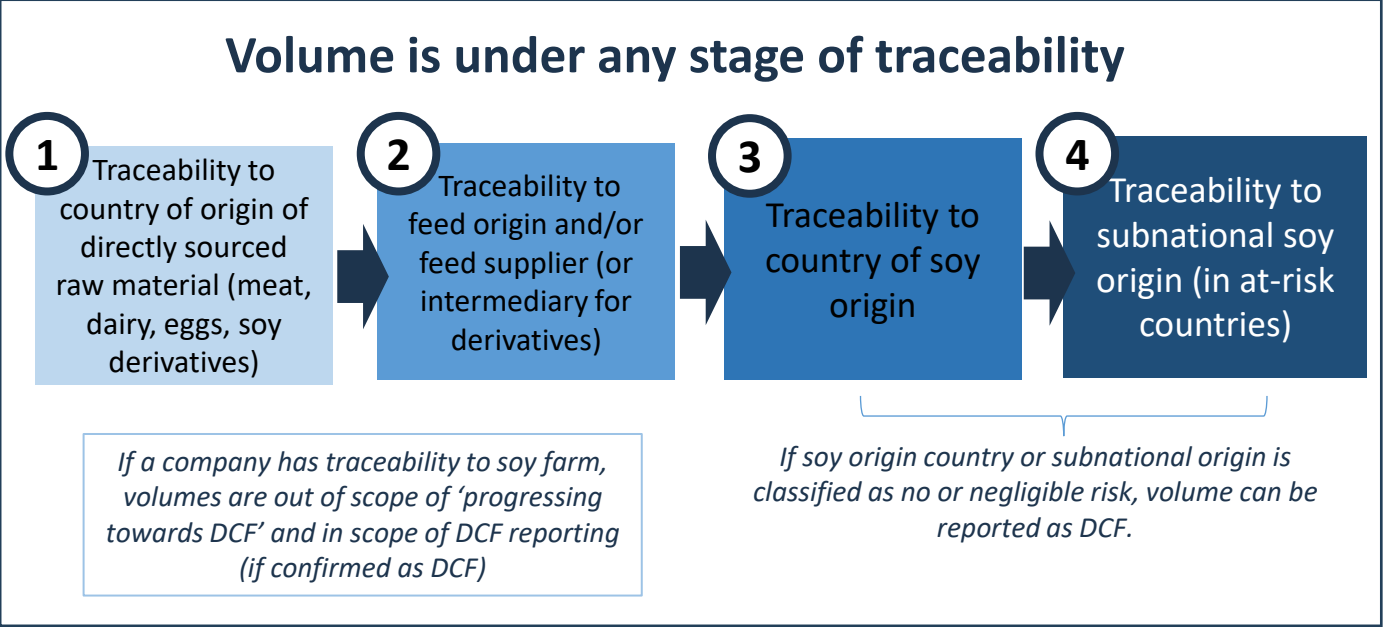 Volume is under any stage of traceability
1
Traceability to
country of origin of
directly sourced
raw material (meat,
dairy, eggs, soy
derivatives)
2
Traceability to
feed origin and/or
feed supplier (or
intermediary for
derivatives)
3
Traceability to
country of soy
origin
4
Traceability to
subnational soy
origin (in at-risk
countries)
If a company has traceability to soy farm,
volumes are out of scope of ‘progressing
towards DCF’ and in scope of DCF reporting
(if confirmed as DCF)
If soy origin country or subnational origin is
classified as no or negligible risk, volume can be
reported as DCF.